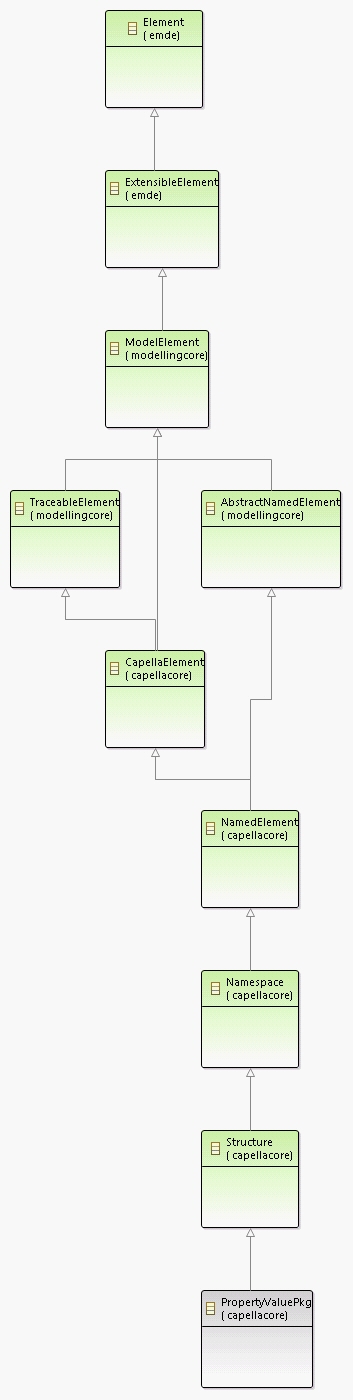 Element
( emde)
ExtensibleElement
( emde)
ModelElement
( modellingcore)
TraceableElement
( modellingcore)
AbstractNamedElement
( modellingcore)
CapellaElement
( capellacore)
NamedElement
( capellacore)
Namespace
( capellacore)
Structure
( capellacore)
PropertyValuePkg
( capellacore)